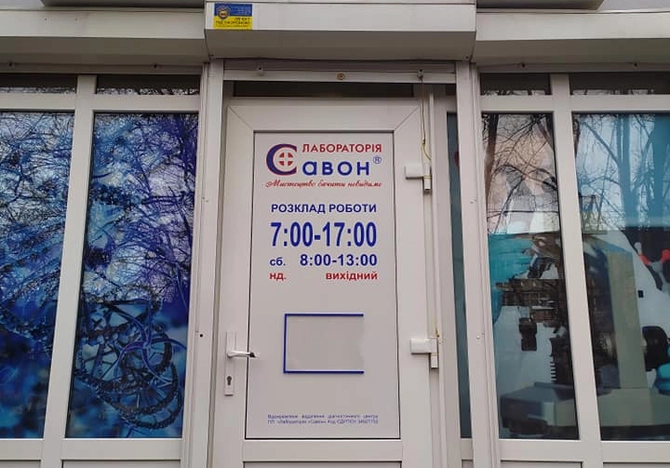 ЛАБОРАТОРІЯ
Савон®
Мистецтво бачити невидиме
РОЗКЛАД РОБОТИ
7:00-17:00
сб. 8:00-13:00
нд. вихідний